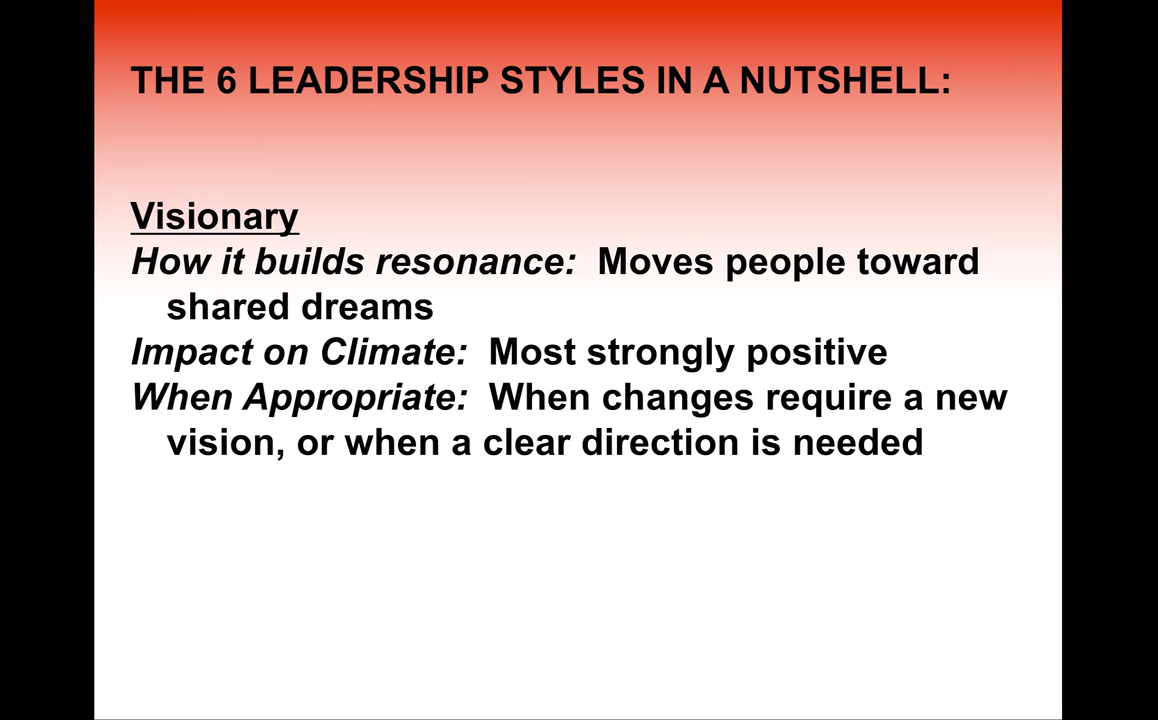 THE 6 LEADERSHIP STYLES IN A NUTSHELL:
Visionary
How it builds resonance:  Moves people toward
shared dreams
Impact on Climate:  Most strongly positive
When Appropriate:  When changes require a new
vision, or when a clear direction is needed